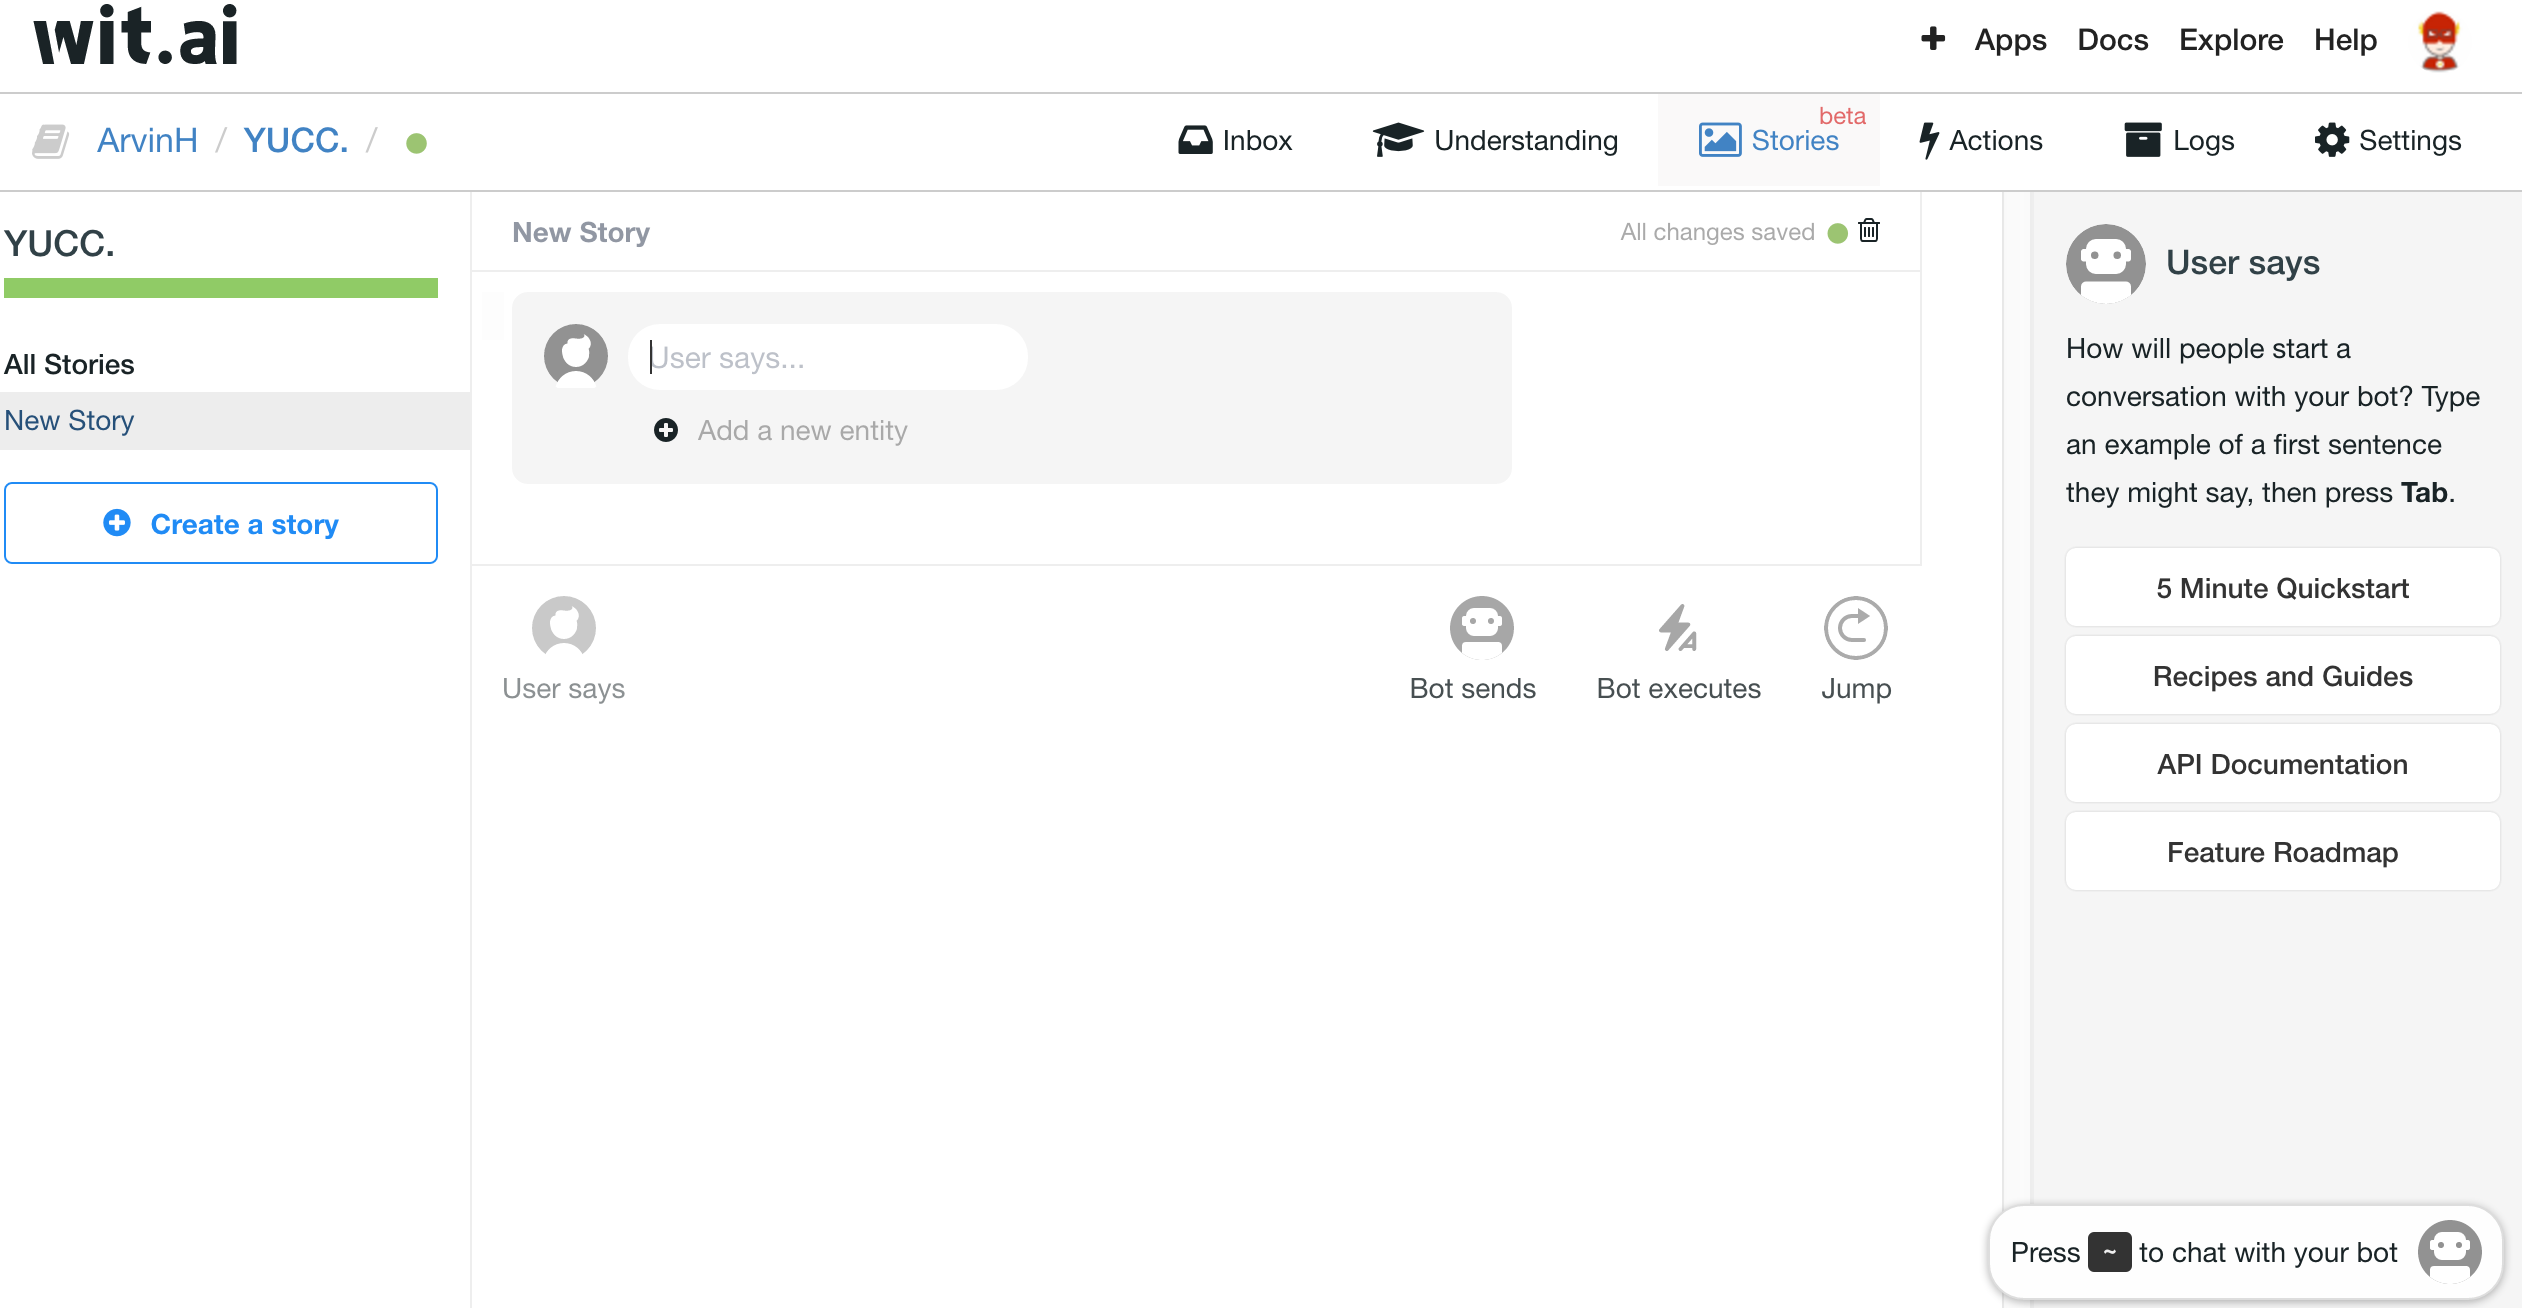 wit.ai
+ Apps Docs Explore Help
ArvinH / YUCC. /
Inbox Understanding Stories beta Actions Logs Settings
YUCC.
All Stories
New Story
Create a story
New Story
All changes saved
User says...
Add a new entity
User says
Bot sends
Bot executes
Jump
User says
How will people start a
conversation with your bot? Type
an example of a first sentence
they might say, then press Tab.
5 Minute Quickstart
Recipes and Guides
API Documentation
Feature Roadmap
Press ~ to chat with your bot